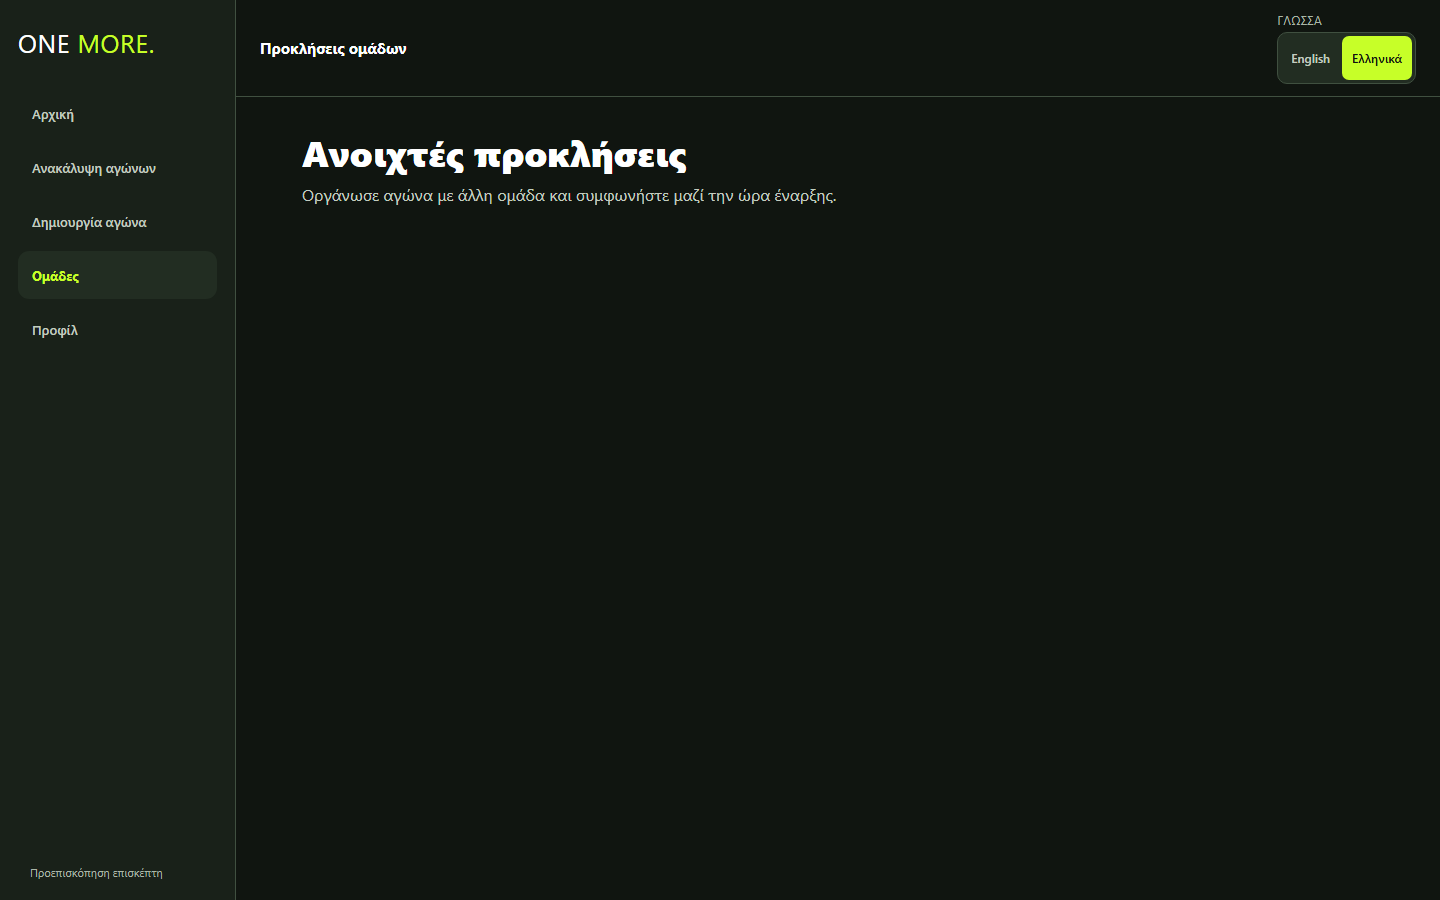 ONE MORE.
Αρχική
Ανακάλυψη αγώνων
Δημιουργία αγώνα
Ομάδες
Προφίλ
Προεπισκόπηση επισκέπτη
Προκλήσεις ομάδων
ΓΛΩΣΣΑ
English Ελληνικά
Ανοιχτές προκλήσεις
Οργάνωσε αγώνα με άλλη ομάδα και συμφωνήστε μαζί την ώρα έναρξης.